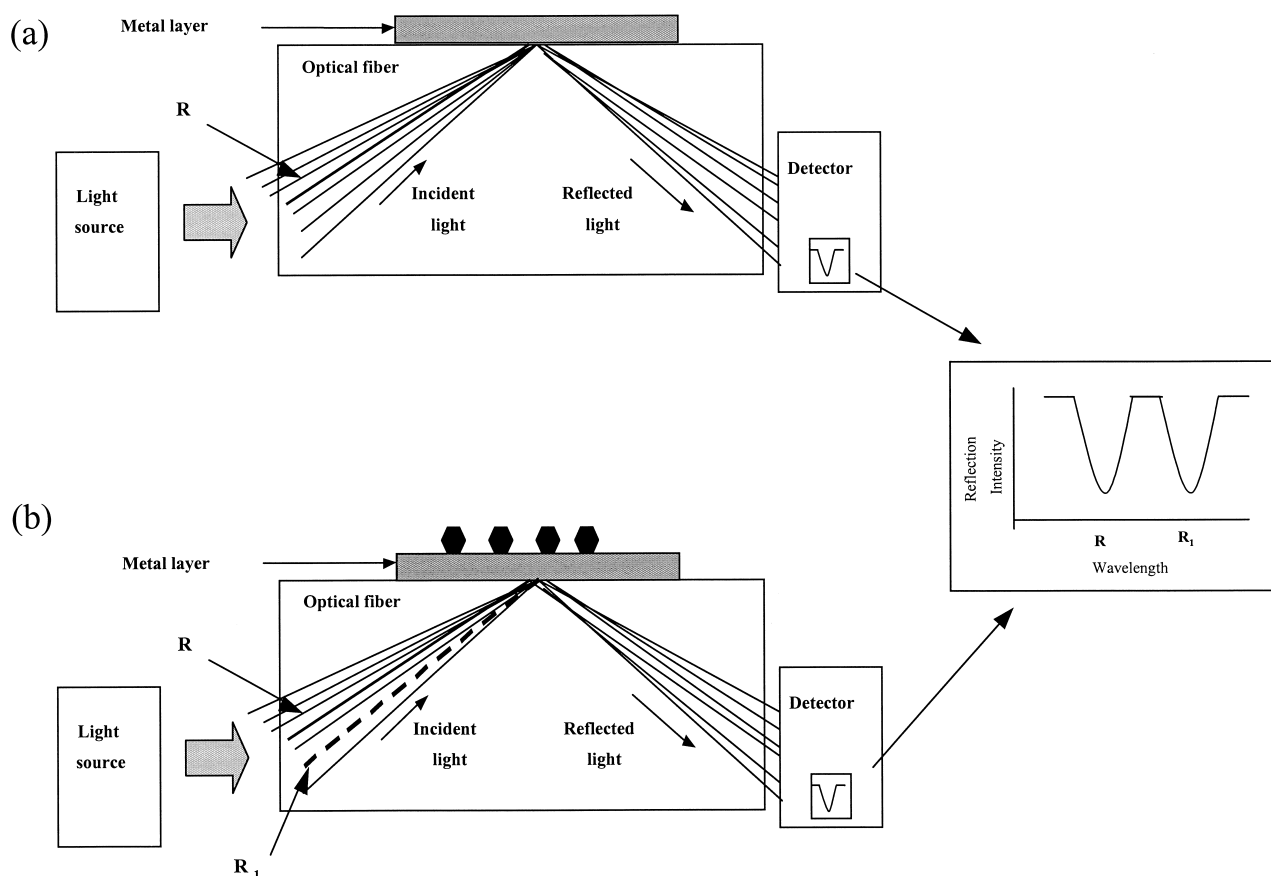 (a)
Metal layer
Optical fiber
R
Light
source
Incident
light
Reflected
light
Detector
Reflection
Intensity
R
R1
Wavelength
(b)
Metal layer
Optical fiber
R
Light
source
Incident
light
Reflected
light
Detector
R 1